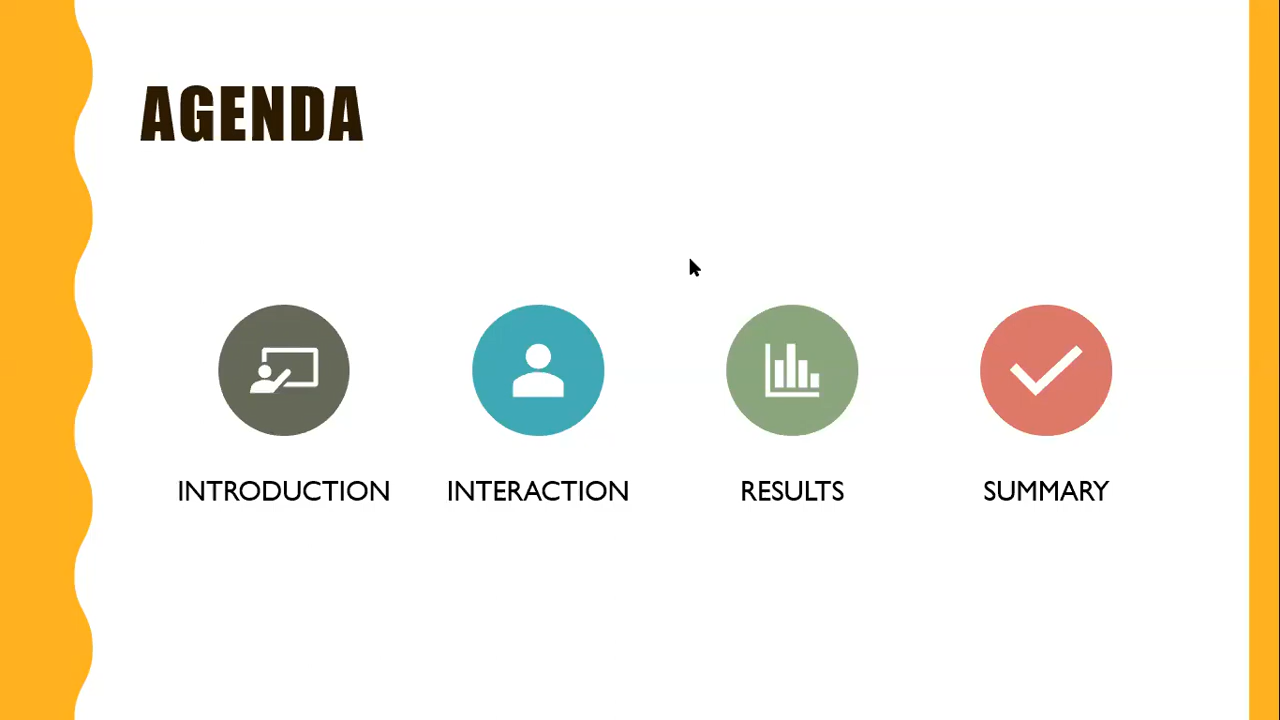 AGENDA
INTRODUCTION
INTERACTION
RESULTS
SUMMARY